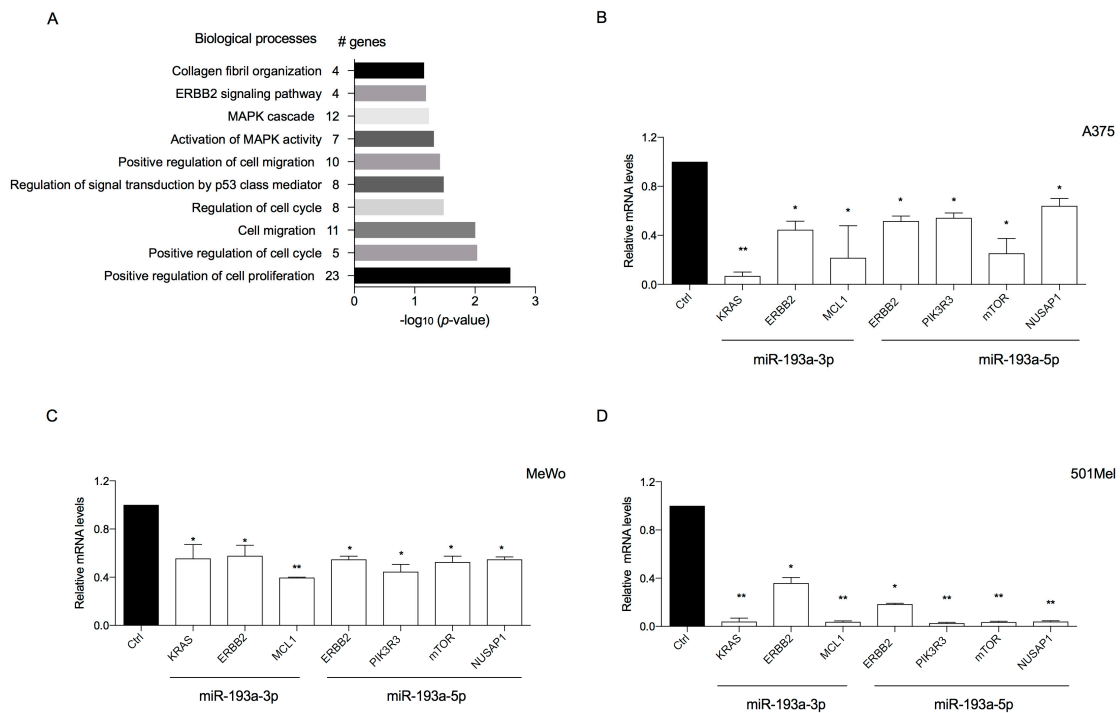 A
Biological processes # genes
Collagen fibril organization 4
ERBB2 signaling pathway 4
MAPK cascade 12
Activation of MAPK activity 7
Positive regulation of cell migration 10
Regulation of signal transduction by p53 class mediator 8
Regulation of cell cycle 8
Cell migration 11
Positive regulation of cell cycle 5
Positive regulation of cell proliferation 23
0 1 2 3
-log10 (p-value)
B
A375
Relative mRNA levels
1.2
0.8
0.4
0.0
** * * * * * *
Ctrl KRAS ERBB2 MCL1 ERBB2 PIK3R3 mTOR NUSAP1
miR-193a-3p miR-193a-5p
C
MeWo
Relative mRNA levels
1.2
0.8
0.4
0.0
* * ** * * * *
Ctrl KRAS ERBB2 MCL1 ERBB2 PIK3R3 mTOR NUSAP1
miR-193a-3p miR-193a-5p
D
501Mel
Relative mRNA levels
1.2
0.8
0.4
0.0
** * ** * ** ** **
Ctrl KRAS ERBB2 MCL1 ERBB2 PIK3R3 mTOR NUSAP1
miR-193a-3p miR-193a-5p